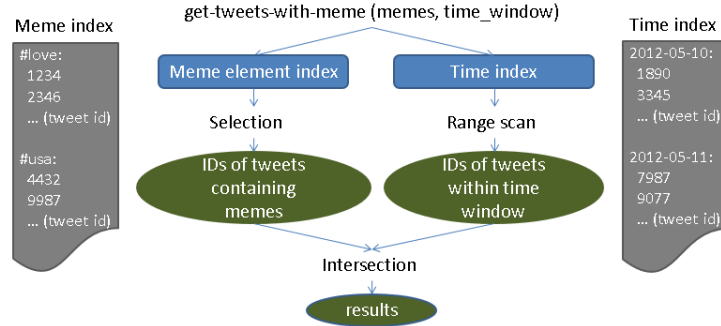 get-tweets-with-meme (memes, time_window)
Meme index
#love:
1234
2346
... (tweet id)
#usa:
4432
9987
... (tweet id)
Meme element index
Selection
IDs of tweets
containing
memes
Time index
Range scan
IDs of tweets
within time
window
Intersection
results
Time index
2012-05-10:
1890
3345
... (tweet id)
2012-05-11:
7987
9077
... (tweet id)